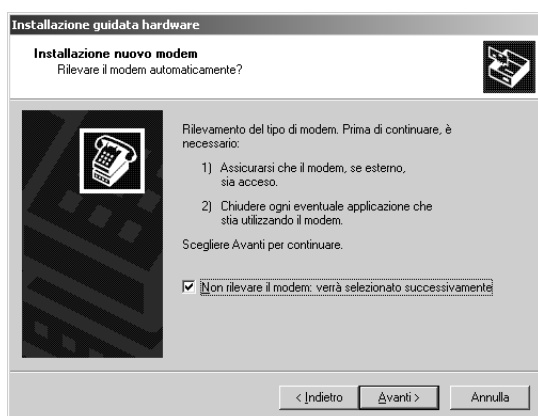 Installazione guidata hardware
Installazione nuovo modem
Rilevare il modem automaticamente?
Rilevamento del tipo di modem. Prima di continuare, è
necessario:
1) Assicurarsi che il modem, se esterno,
sia acceso.
2) Chiudere ogni eventuale applicazione che
stia utilizzando il modem.
Scegliere Avanti per continuare.
Non rilevare il modem: verrà selezionato successivamente
< Indietro Avanti > Annulla